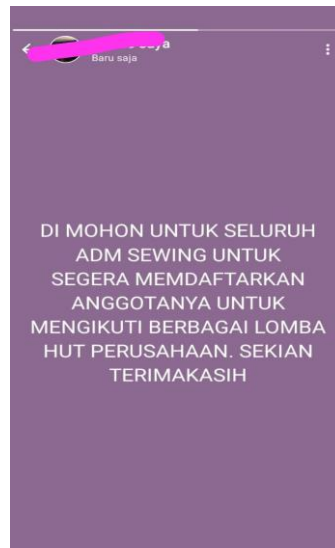 Baru saja
DI MOHON UNTUK SELURUH
ADM SEWING UNTUK
SEGERA MEMDAFTARKAN
ANGGOTANYA UNTUK
MENGIKUTI BERBAGAI LOMBA
HUT PERUSAHAAN. SEKIAN
TERIMAKASIH